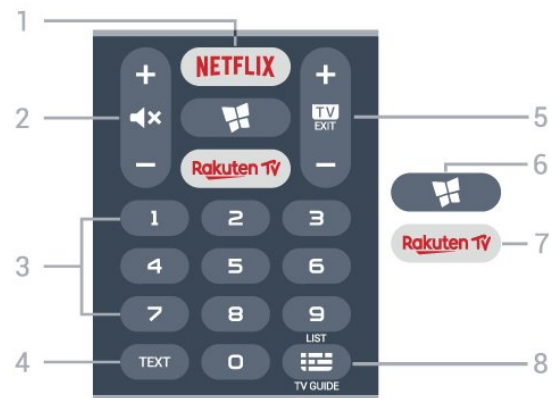 1
NETFLIX
+ +
2
TV
EXIT
5
- -
Rakuten TV
6
1 2 3
Rakuten TV
7
3
4 5 6
7 8 9
LIST
4
TEXT 0
8
TV GUIDE